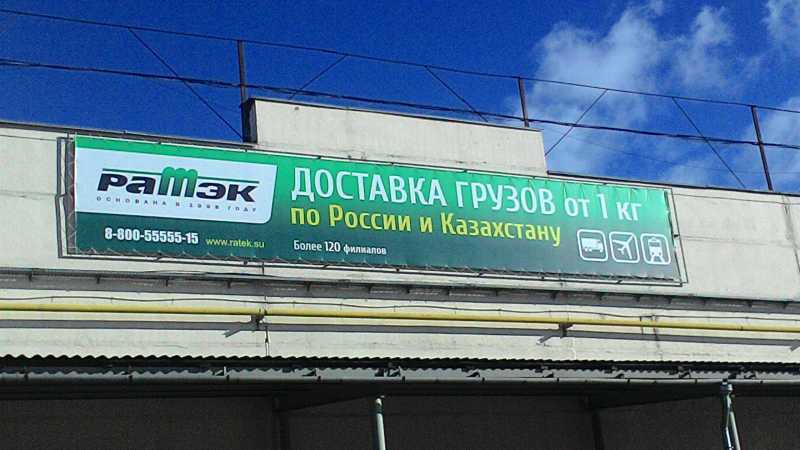 РАТЭК
ОСНОВАНА В 1998 ГОДУ
8-800-55555-15 www.ratek.su
ДОСТАВКА ГРУЗОВ от 1 кг
по России и Казахстану
Более 120 филиалов